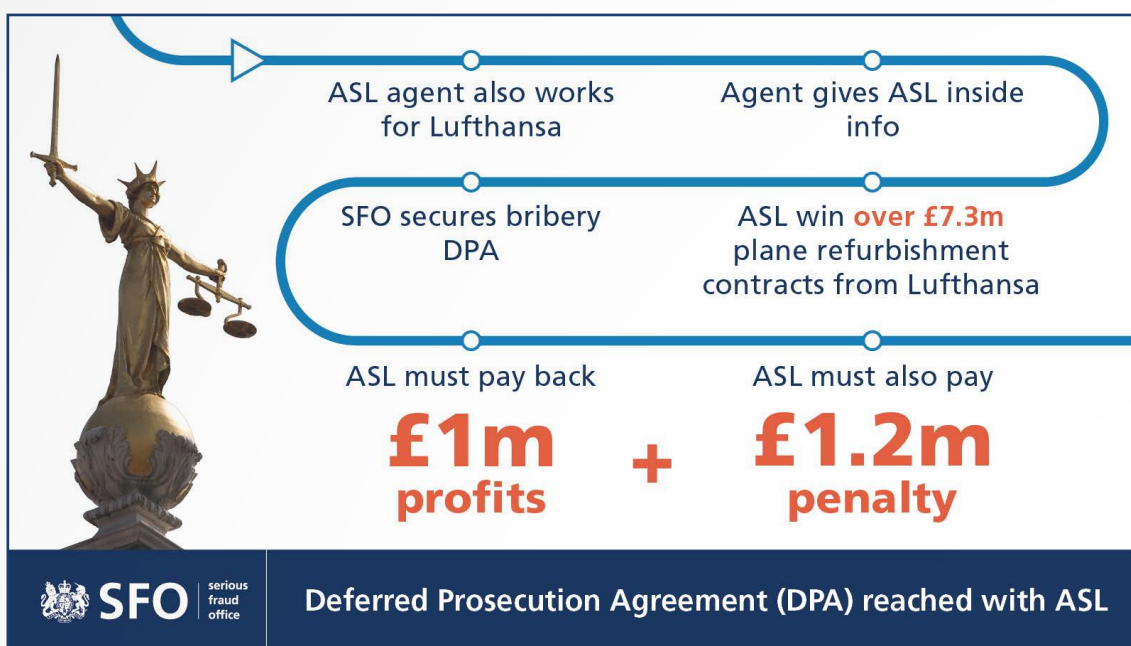 ASL agent also works
for Lufthansa
Agent gives ASL inside
info
ASL win over £7.3m
plane refurbishment
contracts from Lufthansa
SFO secures bribery
DPA
ASL must pay back
£1m
profits
+
ASL must also pay
£1.2m
penalty
SFO
serious
fraud
office
Deferred Prosecution Agreement (DPA) reached with ASL